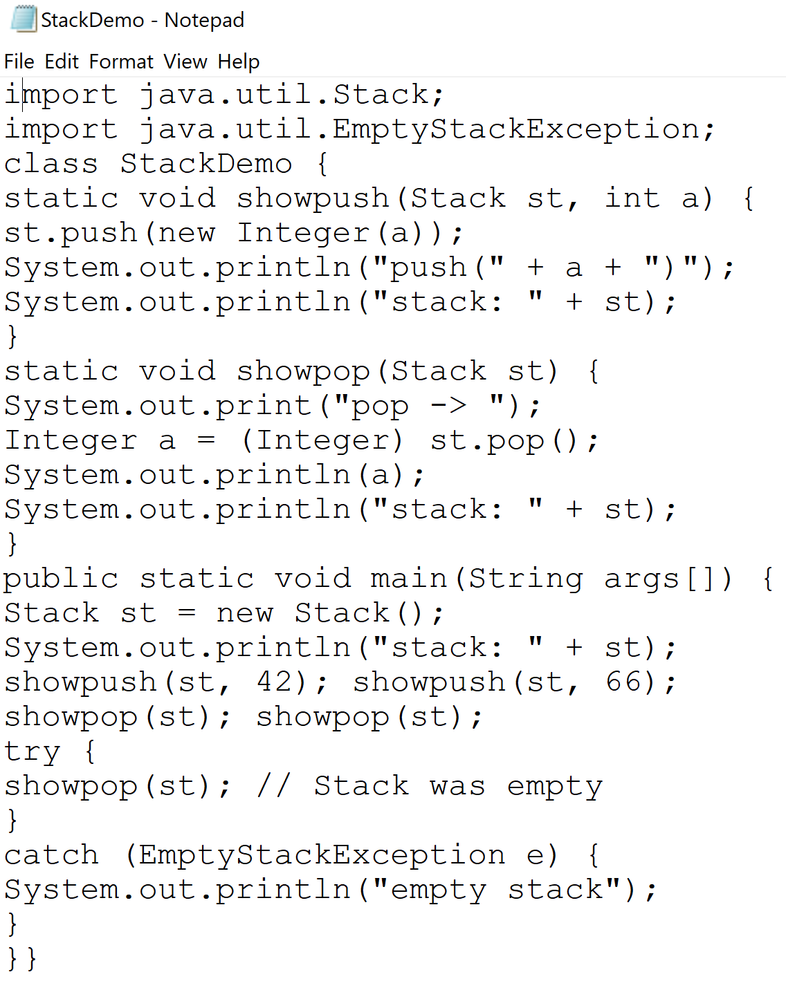 StackDemo - Notepad
File Edit Format View Help
import java.util.Stack;
import java.util.EmptyStackException;
class StackDemo {
static void showpush(Stack st, int a) {
st.push(new Integer(a));
System.out.println("push(" + a + ")");
System.out.println("stack: " + st);
}
static void showpop(Stack st) {
System.out.print("pop -> ");
Integer a = (Integer) st.pop();
System.out.println(a);
System.out.println("stack: " + st);
}
public static void main(String args[]) {
Stack st = new Stack();
System.out.println("stack: " + st);
showpush(st, 42); showpush(st, 66);
showpop(st); showpop(st);
try {
showpop(st); // Stack was empty
}
catch (EmptyStackException e) {
System.out.println("empty stack");
}
}}